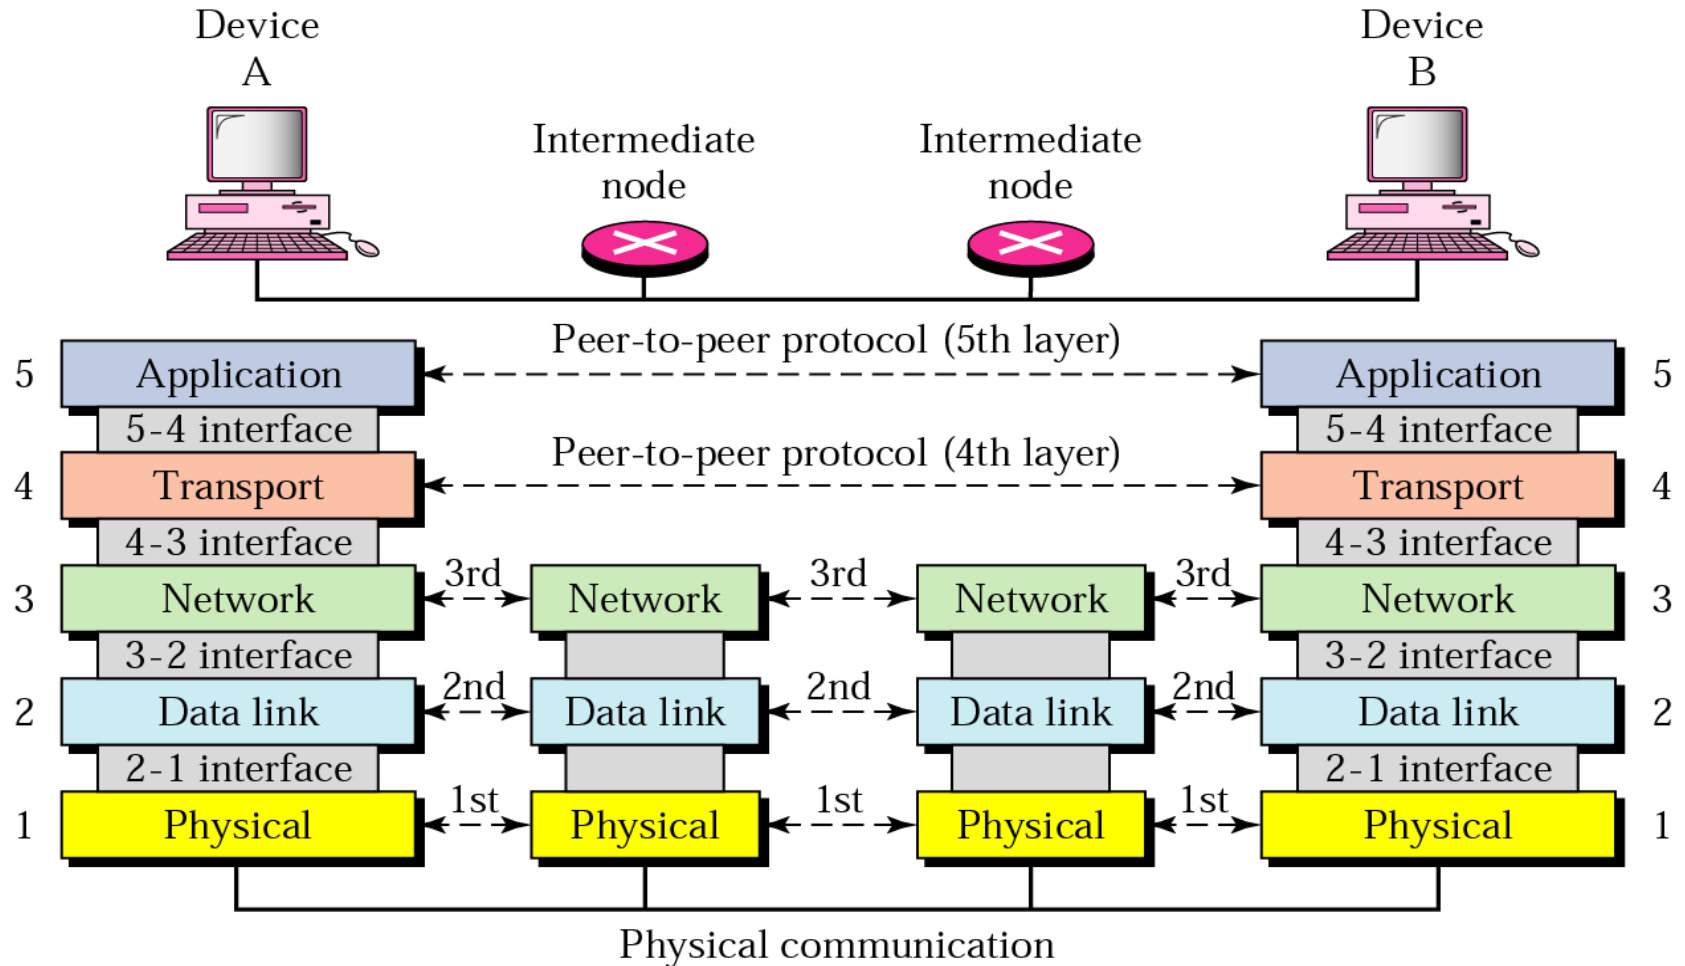 Device
A
Device
B
Intermediate
node
Intermediate
node
Peer-to-peer protocol (5th layer)
5 Application Application 5
5-4 interface 5-4 interface
Peer-to-peer protocol (4th layer)
4 Transport Transport 4
4-3 interface 4-3 interface
3rd 3rd 3rd
3 Network Network Network Network 3
3-2 interface 3-2 interface
2nd 2nd 2nd
2 Data link Data link Data link Data link 2
2-1 interface 2-1 interface
1st 1st 1st
1 Physical Physical Physical Physical 1
Physical communication